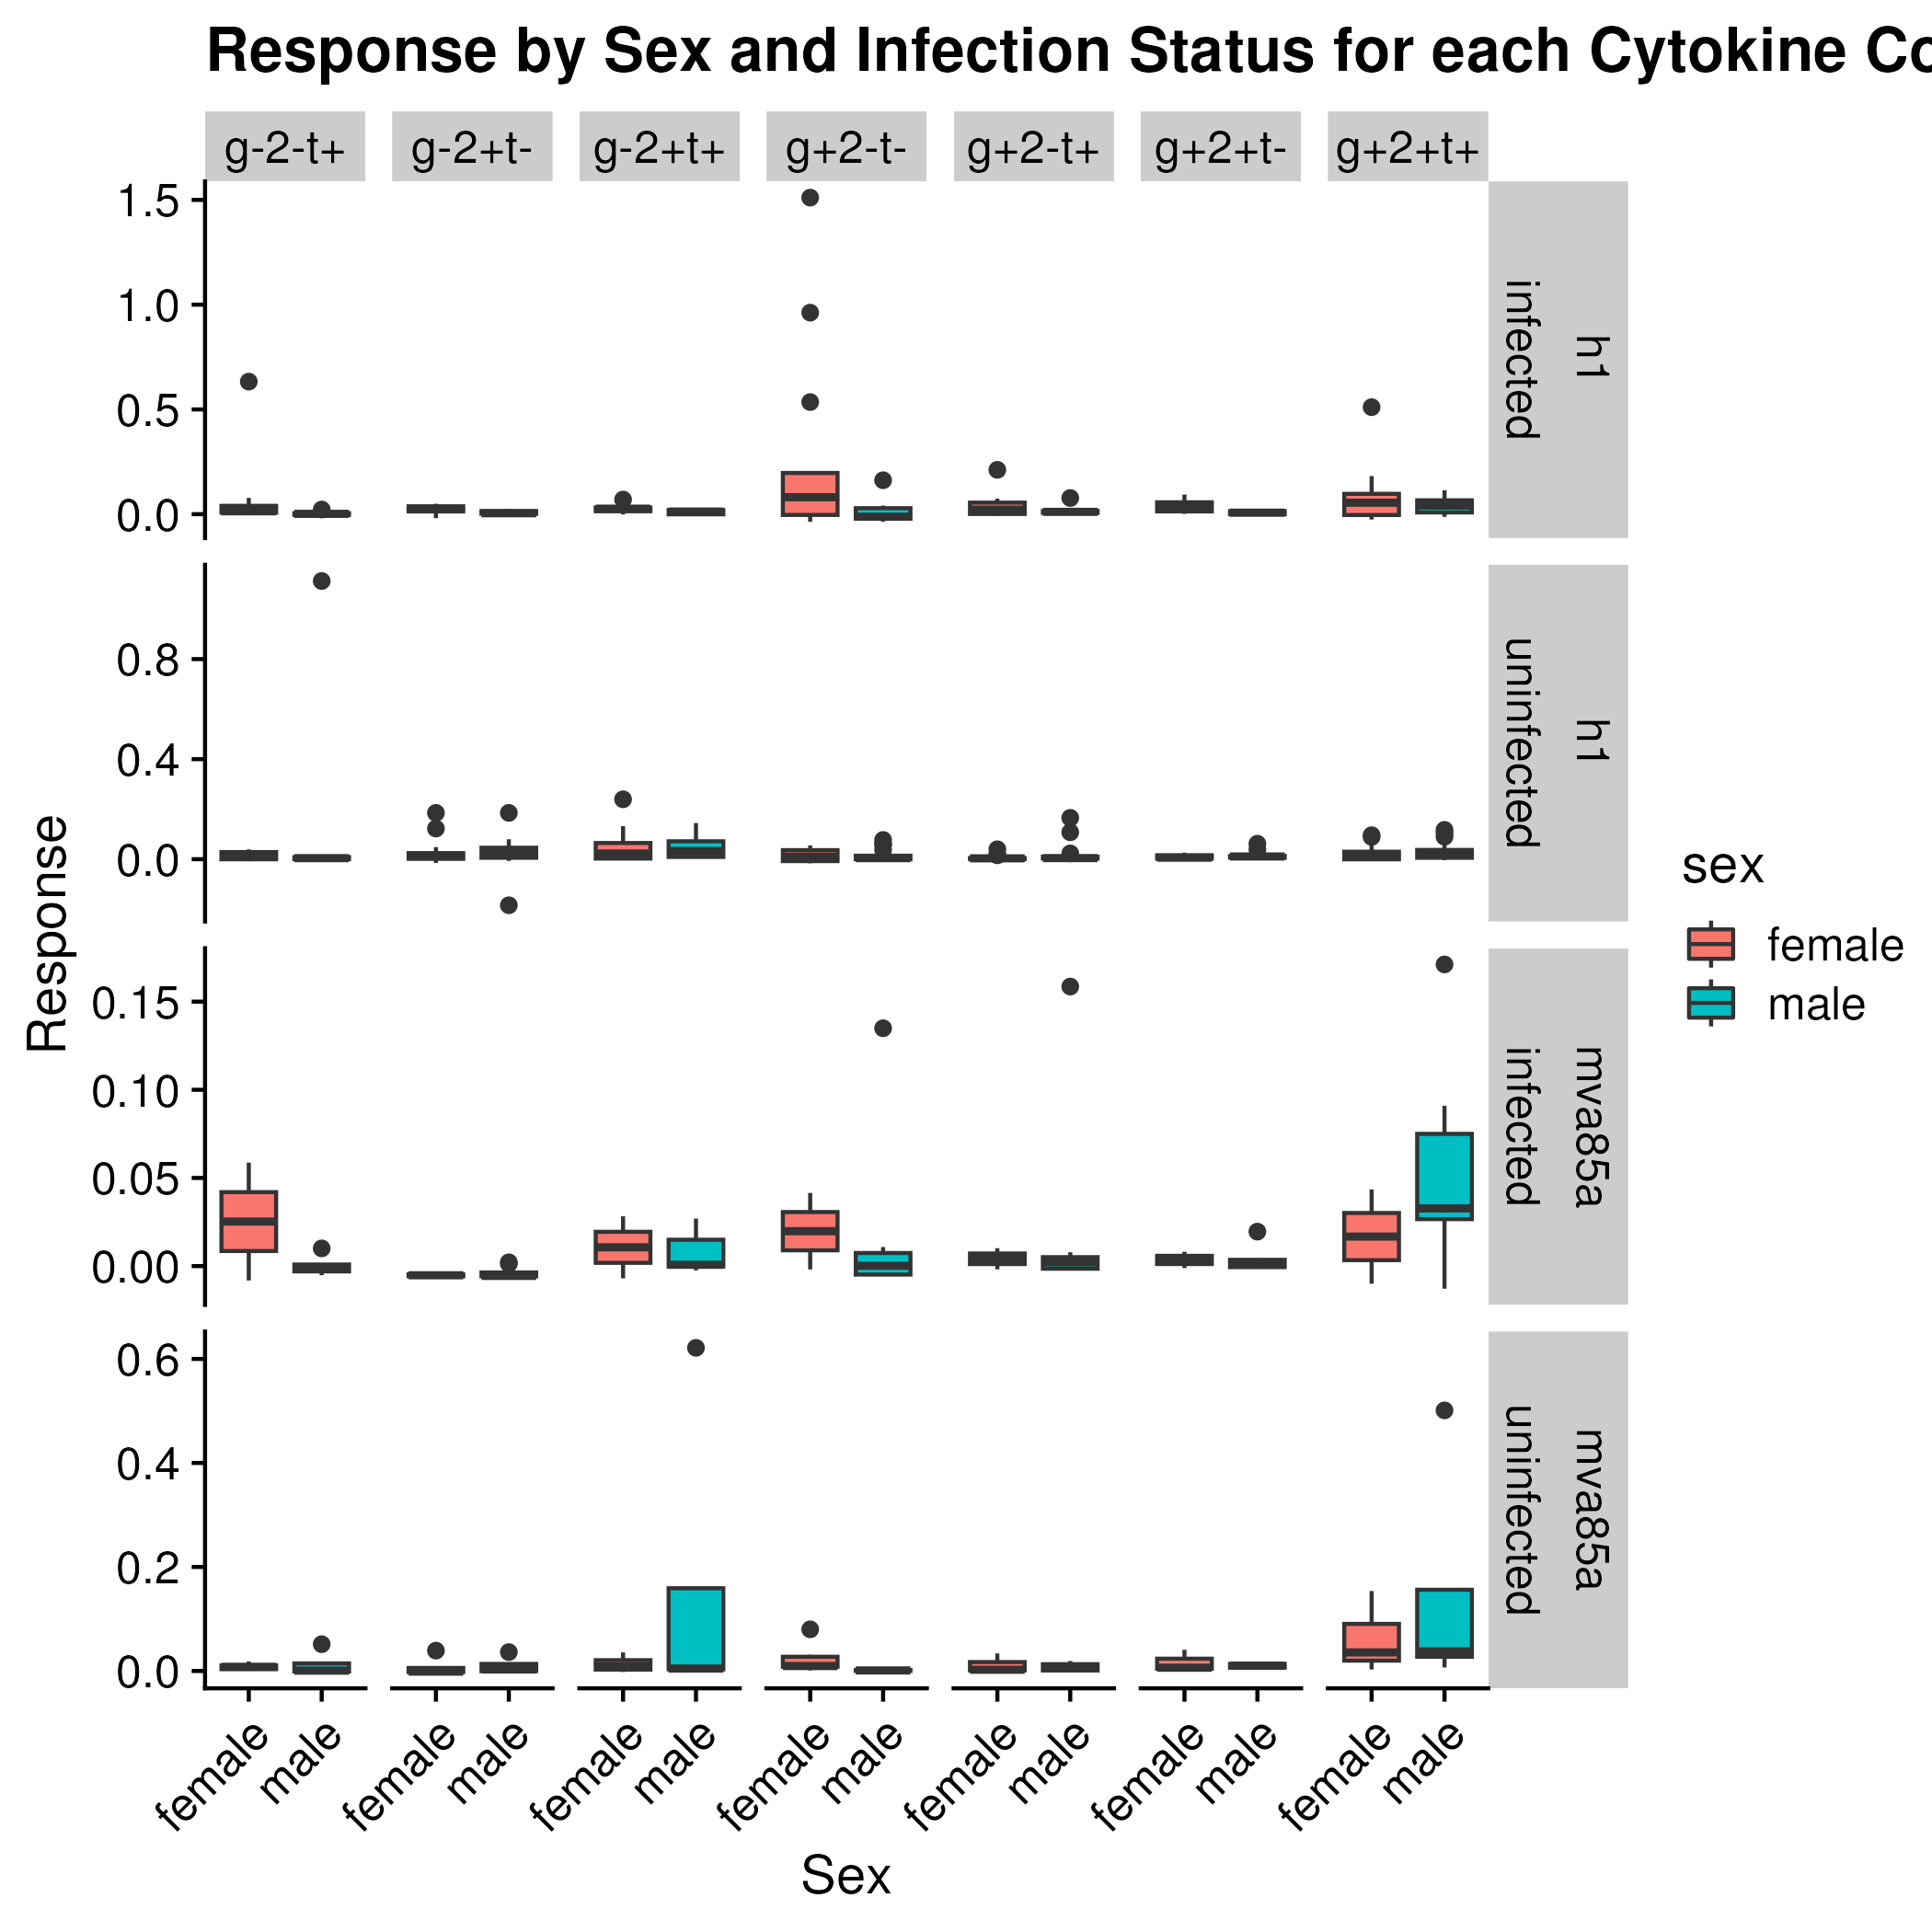 Response by Sex and Infection Status for each Cytokine Co
g-2-t+ g-2+t- g-2+t+ g+2-t- g+2-t+ g+2+t- g+2+t+
1.5
1.0
0.5
0.0
h1
infected
0.8
0.4
0.0
h1
uninfected
0.15
0.10
0.05
0.00
mva85a
infected
0.6
0.4
0.2
0.0
mva85a
uninfected
female male female male female male female male female male female male female male
Sex
Response
sex
female
male